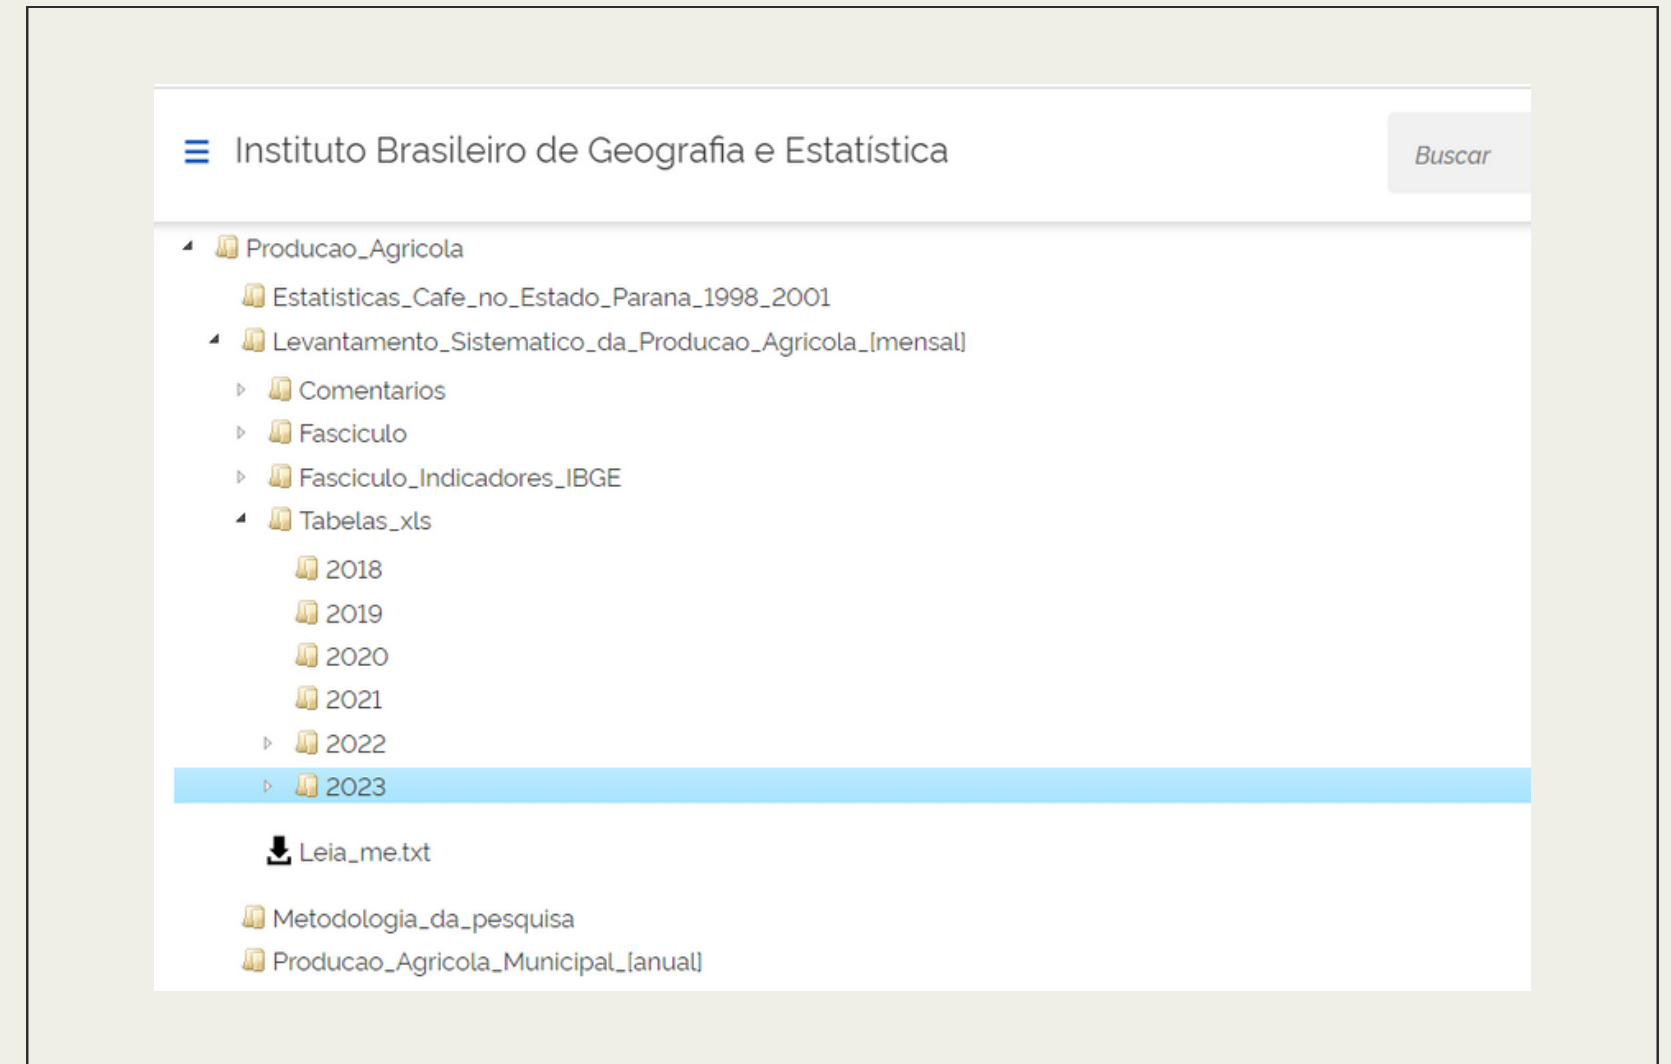 Instituto Brasileiro de Geografia e Estatística
Buscar
Producao_Agricola
Estatisticas_Cafe_no_Estado_Parana_1998_2001
Levantamento_Sistematico_da_Producao_Agricola_[mensal]
Comentarios
Fasciculo
Fasciculo_Indicadores_IBGE
Tabelas_xls
2018
2019
2020
2021
2022
2023
Leia_me.txt
Metodologia_da_pesquisa
Producao_Agricola_Municipal_[anual]